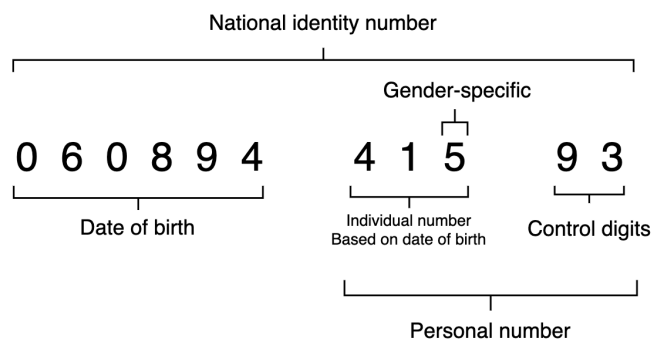 National identity number
Gender-specific
0 6 0 8 9 4 4 1 5 9 3
Date of birth
Individual number
Based on date of birth
Control digits
Personal number